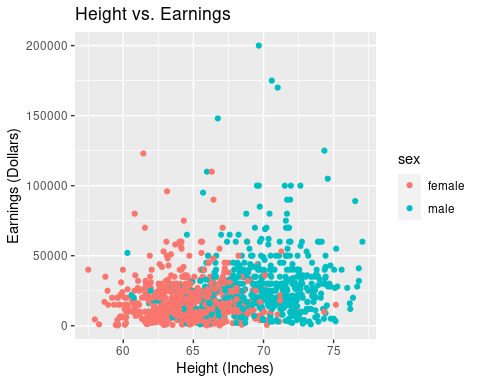 Height vs. Earnings
200000
150000
100000
50000
0
Earnings (Dollars)
60 65 70 75
Height (Inches)
sex
female
male